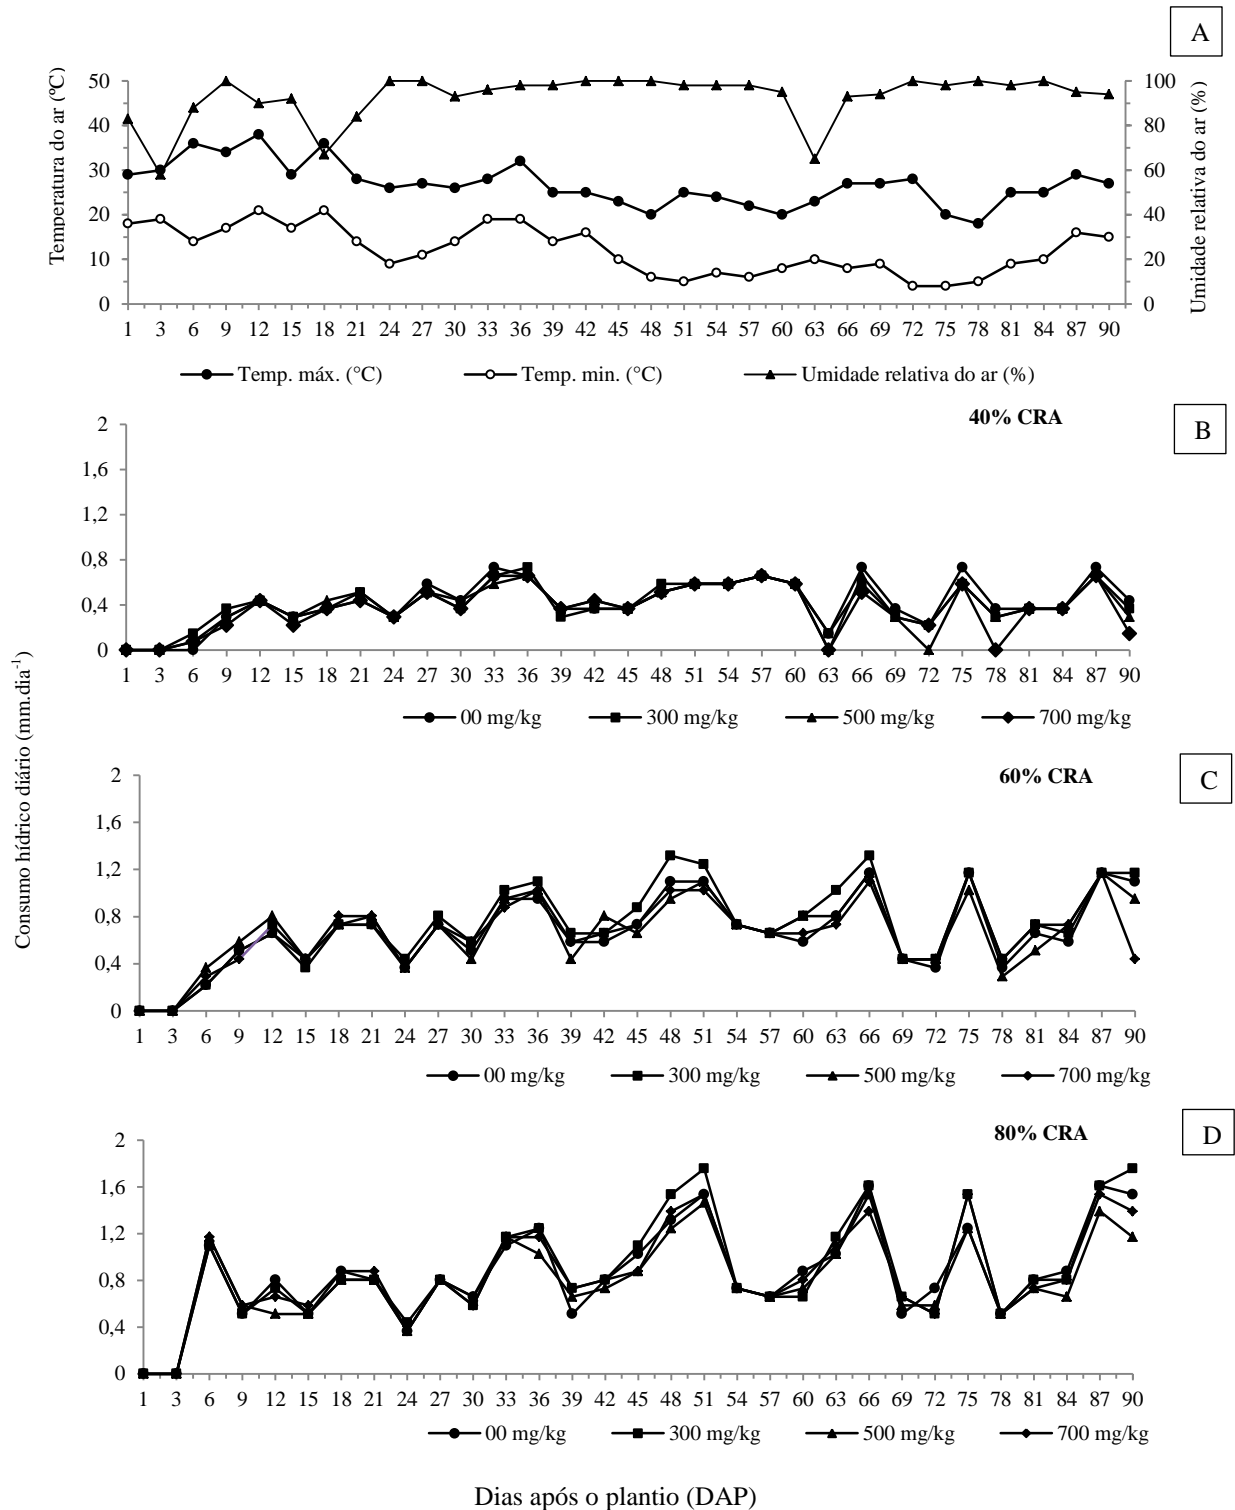 A
Temperatura do ar (ºC)
50
40
30
20
10
0
100
80
60
40
20
0
Umidade relativa do ar (%)
1 3 6 9 12 15 18 21 24 27 30 33 36 39 42 45 48 51 54 57 60 63 66 69 72 75 78 81 84 87 90
Temp. máx. (°C) Temp. min. (°C) Umidade relativa do ar (%)
Consumo hídrico diário (mm.dia⁻¹)
40% CRA
B
2
1,6
1,2
0,8
0,4
0
1 3 6 9 12 15 18 21 24 27 30 33 36 39 42 45 48 51 54 57 60 63 66 69 72 75 78 81 84 87 90
00 mg/kg 300 mg/kg 500 mg/kg 700 mg/kg
60% CRA
C
2
1,6
1,2
0,8
0,4
0
1 3 6 9 12 15 18 21 24 27 30 33 36 39 42 45 48 51 54 57 60 63 66 69 72 75 78 81 84 87 90
00 mg/kg 300 mg/kg 500 mg/kg 700 mg/kg
80% CRA
D
2
1,6
1,2
0,8
0,4
0
1 3 6 9 12 15 18 21 24 27 30 33 36 39 42 45 48 51 54 57 60 63 66 69 72 75 78 81 84 87 90
00 mg/kg 300 mg/kg 500 mg/kg 700 mg/kg
Dias após o plantio (DAP)